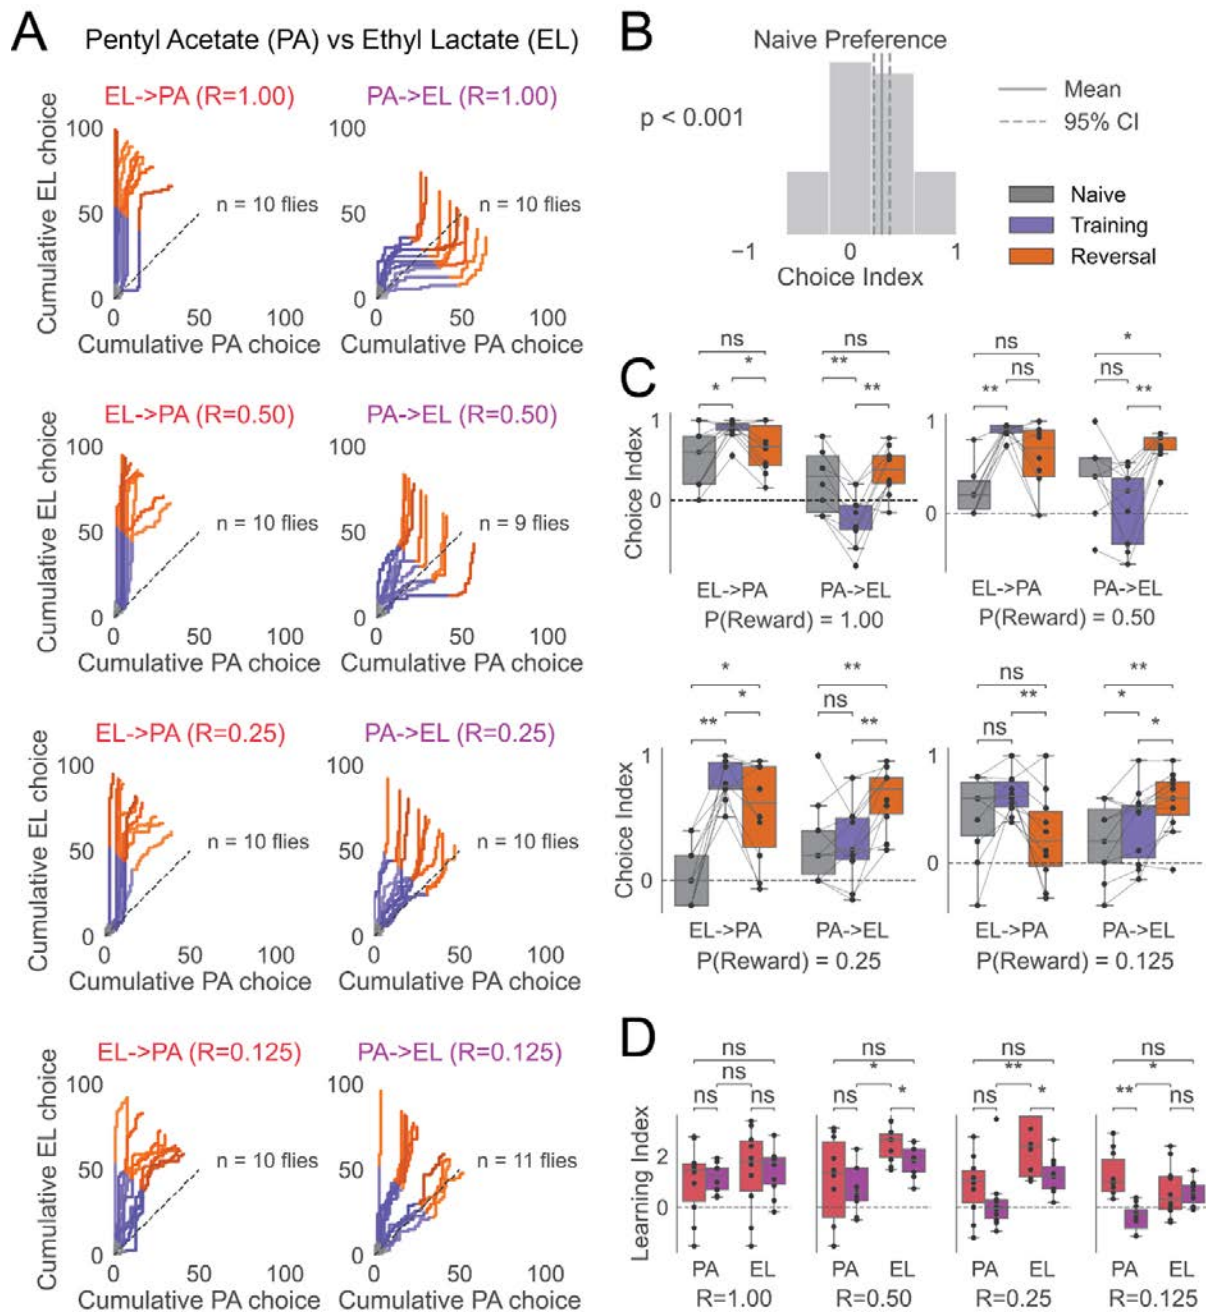 A
Pentyl Acetate (PA) vs Ethyl Lactate (EL)
EL->PA (R=1.00)
PA->EL (R=1.00)
Cumulative EL choice
100
50
0
n = 10 flies
n = 10 flies
0 50 100
0 50 100
Cumulative PA choice
Cumulative PA choice
EL->PA (R=0.50)
PA->EL (R=0.50)
Cumulative EL choice
100
50
0
100
50
0
n = 10 flies
n = 9 flies
0 50 100
0 50 100
Cumulative PA choice
Cumulative PA choice
EL->PA (R=0.25)
PA->EL (R=0.25)
Cumulative EL choice
100
50
0
100
50
0
n = 10 flies
n = 10 flies
0 50 100
0 50 100
Cumulative PA choice
Cumulative PA choice
EL->PA (R=0.125)
PA->EL (R=0.125)
Cumulative EL choice
100
50
0
100
50
0
n = 10 flies
n = 11 flies
0 50 100
0 50 100
Cumulative PA choice
Cumulative PA choice
B
Naive Preference
p < 0.001
Mean
95% CI
Naive
Training
Reversal
−1 0 1
Choice Index
C
ns
* *
ns
** **
ns
** ns
*
ns **
Choice Index
1
0
1
0
EL->PA PA->EL
P(Reward) = 1.00
EL->PA PA->EL
P(Reward) = 0.50
*
** *
**
ns **
ns
ns **
**
* *
Choice Index
1
0
1
0
EL->PA PA->EL
P(Reward) = 0.25
EL->PA PA->EL
P(Reward) = 0.125
D
ns
ns
ns ns
ns
*
ns *
ns
**
ns *
ns
*
** ns
Learning Index
2
0
PA EL
R=1.00
PA EL
R=0.50
PA EL
R=0.25
PA EL
R=0.125